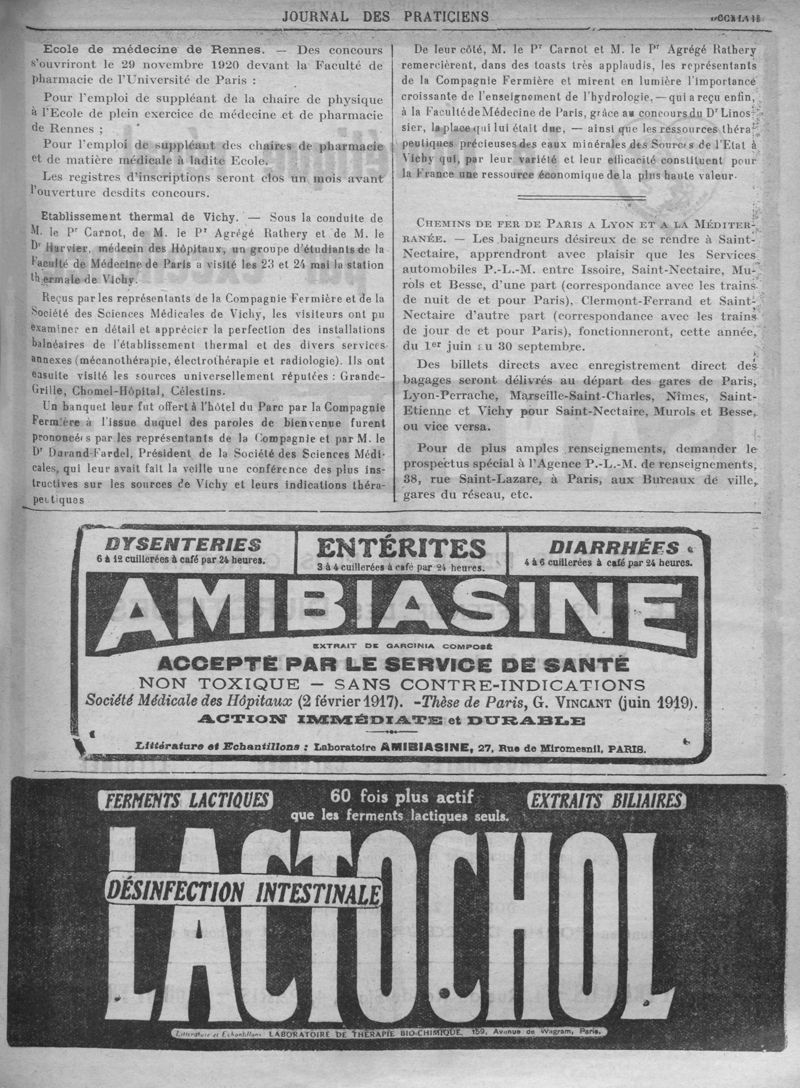 JOURNAL DES PRATICIENS
Ecole de médecine de Rennes. — Des concours
s'ouvriront le 29 novembre 1920 devant la Faculté de
pharmacie de l'Université de Paris :
Pour l'emploi de suppléant de la chaire de physique
à l'Ecole de plein exercice de médecine et de pharmacie
de Rennes ;
Pour l'emploi de suppléant des chaires de pharmacie
et de matière médicale à ladite Ecole.
Les registres d'inscriptions seront clos un mois avant
l'ouverture desdits concours.
Etablissement thermal de Vichy. — Sous la conduite de
M. le Pr Carnot, de M. le Pr Agrégé Rathery et de M. le
Dr Harvier, médecin des Hôpitaux, un groupe d'étudiants de la
Faculté de Médecine de Paris a visité les 23 et 24 mai la station
thermale de Vichy.
Reçus par les représentants de la Compagnie Fermière et de la
Société des Sciences Médicales de Vichy, les visiteurs ont pu
examiner en détail et apprécier la perfection des installations
balnéaires de l'établissement thermal et des divers services
annexes (mécanothérapie, électrothérapie et radiologie). Ils ont
ensuite visité les sources universellement réputées : Grande-
Grille, Chomel-Hôpital, Célestins.
Un banquet leur fut offert à l'hôtel du Parc par la Compagnie
Fermière à l'issue duquel des paroles de bienvenue furent
prononcées par les représentants de la Compagnie et par M. le
Dr Durand-Fardel, Président de la Société des Sciences Médi-
cales, qui leur avait fait la veille une conférence des plus ins-
tructives sur les sources de Vichy et leurs indications théra-
peutiques
De leur côté, M. le Pr Carnot et M. le Pr Agrégé Rathery
remercièrent, dans des toasts très applaudis, les représentants
de la Compagnie Fermière et mirent en lumière l'importance
croissante de l'enseignement de l'hydrologie, — qui a reçu enfin,
à la Faculté de Médecine de Paris, grâce au concours du Dr Linos-
sier, la place qui lui était due, — ainsi que les ressources théra-
peutiques précieuses des eaux minérales des Sources de l'Etat à
Vichy qui, par leur variété et leur efficacité constituent pour
la France une ressource économique de la plus haute valeur.
CHEMINS DE FER DE PARIS A LYON ET A LA MÉDITER-
RANÉE. — Les baigneurs désireux de se rendre à Saint-
Nectaire, apprendront avec plaisir que les Services
automobiles P.-L.-M. entre Issoire, Saint-Nectaire, Mu-
rols et Besse, d'une part (correspondance avec les trains
de nuit de et pour Paris), Clermont-Ferrand et Saint-
Nectaire d'autre part (correspondance avec les trains
de jour de et pour Paris), fonctionneront, cette année,
du 1er juin au 30 septembre.
Des billets directs avec enregistrement direct des
bagages seront délivrés au départ des gares de Paris,
Lyon-Perrache, Marseille-Saint-Charles, Nîmes, Saint-
Etienne et Vichy pour Saint-Nectaire, Murols et Besse,
ou vice versa.
Pour de plus amples renseignements, demander le
prospectus spécial à l'Agence P.-L.-M. de renseignements,
38, rue Saint-Lazare, à Paris, aux Bureaux de ville,
gares du réseau, etc.
DYSENTERIES
6 à 12 cuillerées à café par 24 heures.
ENTÉRITES
3 à 4 cuillerées à café par 24 heures.
DIARRHÉES
4 à 6 cuillerées à café par 24 heures.
AMIBIASINE
EXTRAIT DE GARCINIA COMPOSÉ
ACCEPTÉ PAR LE SERVICE DE SANTÉ
NON TOXIQUE — SANS CONTRE-INDICATIONS
Société Médicale des Hôpitaux (2 février 1917). - Thèse de Paris, G. VINCANT (juin 1919).
ACTION IMMÉDIATE et DURABLE
Littérature et Echantillons : Laboratoire AMIBIASINE, 27, Rue de Miromesnil, PARIS.
FERMENTS LACTIQUES
60 fois plus actif
que les ferments lactiques seuls.
EXTRAITS BILIAIRES
LACTOCHOL
DÉSINFECTION INTESTINALE
Littérature et Echantillons LABORATOIRE DE THÉRAPIE BIO-CHIMIQUE, 159, Avenue de Wagram, Paris.